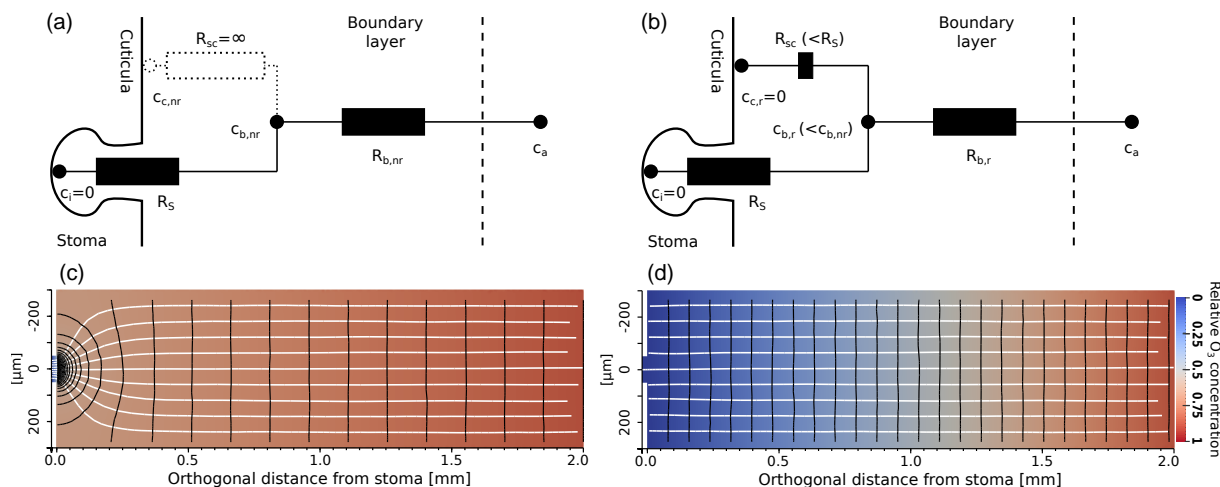 (a)
Boundary
layer
Cuticula
R_sc=∞
c_c,nr
c_b,nr
R_b,nr
c_a
c_i=0
R_S
Stoma
(b)
Boundary
layer
Cuticula
R_sc (<R_S)
c_c,r=0
c_b,r (<c_b,nr)
R_b,r
c_a
c_i=0
R_S
Stoma
(c)
-200
0
200
[µm]
0.0 0.5 1.0 1.5 2.0
Orthogonal distance from stoma [mm]
(d)
-200
0
200
[µm]
0.0 0.5 1.0 1.5 2.0
Orthogonal distance from stoma [mm]
0 0.25 0.5 0.75 1
Relative O_3 concentration